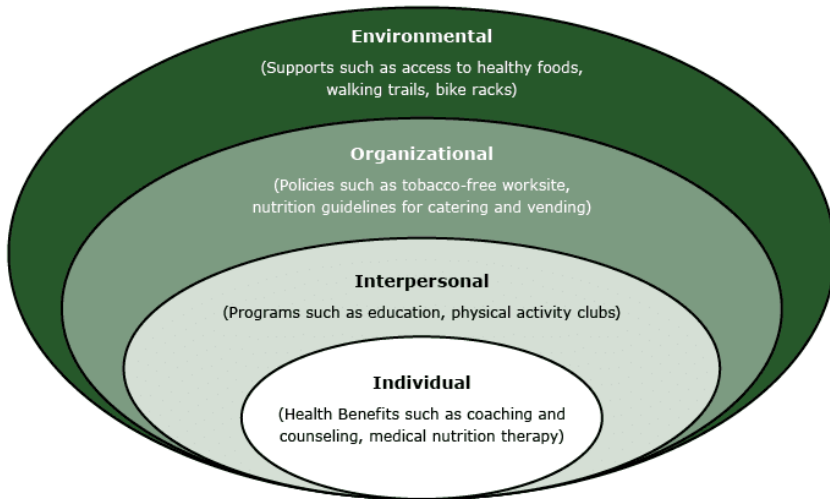 Environmental
(Supports such as access to healthy foods,
walking trails, bike racks)
Organizational
(Policies such as tobacco-free worksite,
nutrition guidelines for catering and vending)
Interpersonal
(Programs such as education, physical activity clubs)
Individual
(Health Benefits such as coaching and
counseling, medical nutrition therapy)